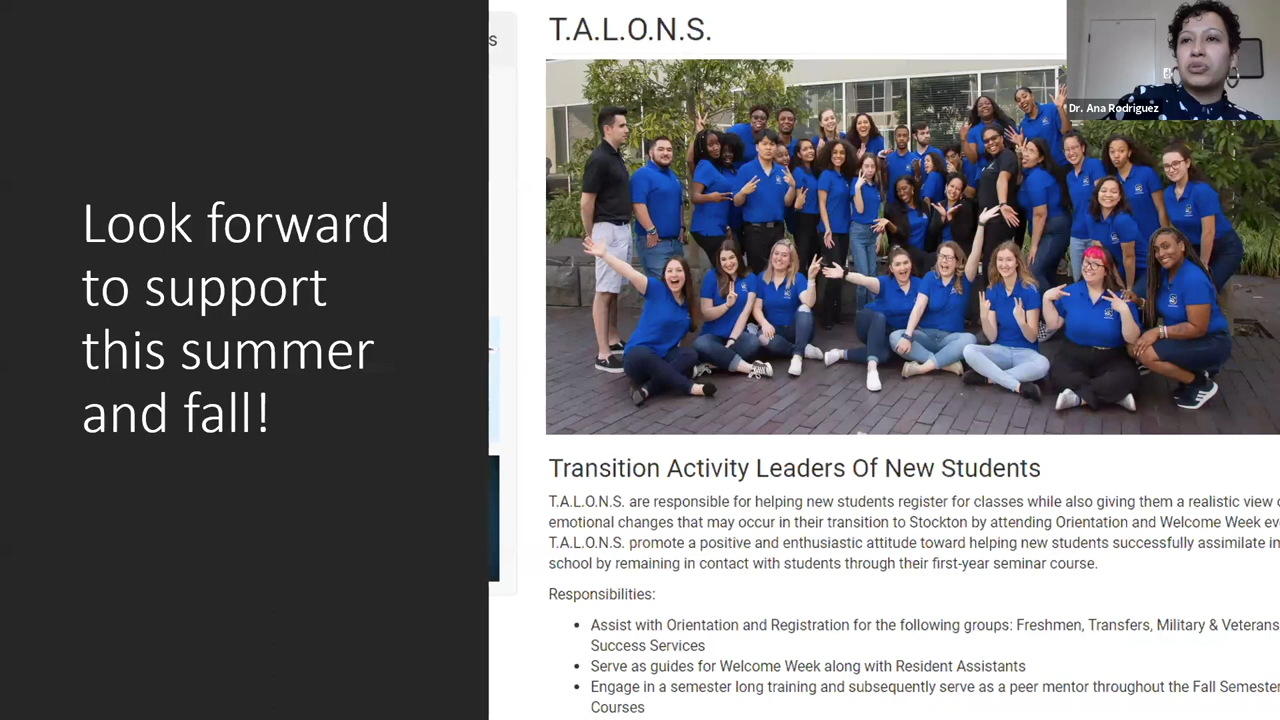 Look forward
to support
this summer
and fall!
s
T.A.L.O.N.S.
Dr. Ana Rodriguez
Transition Activity Leaders Of New Students
T.A.L.O.N.S. are responsible for helping new students register for classes while also giving them a realistic view
emotional changes that may occur in their transition to Stockton by attending Orientation and Welcome Week
T.A.L.O.N.S. promote a positive and enthusiastic attitude toward helping new students successfully assimilate
school by remaining in contact with students through their first-year seminar course.
Responsibilities:
• Assist with Orientation and Registration for the following groups: Freshmen, Transfers, Military & Veterans
Success Services
• Serve as guides for Welcome Week along with Resident Assistants
• Engage in a semester long training and subsequently serve as a peer mentor throughout the Fall Semester
Courses